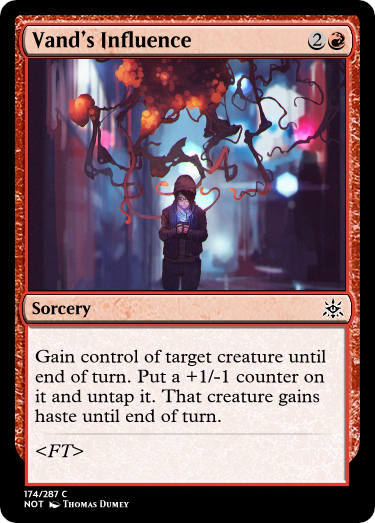 Vand's Influence 2
Sorcery
Gain control of target creature until
end of turn. Put a +1/-1 counter on
it and untap it. That creature gains
haste until end of turn.
<FT>
174/287 C
NOT Thomas Dumey